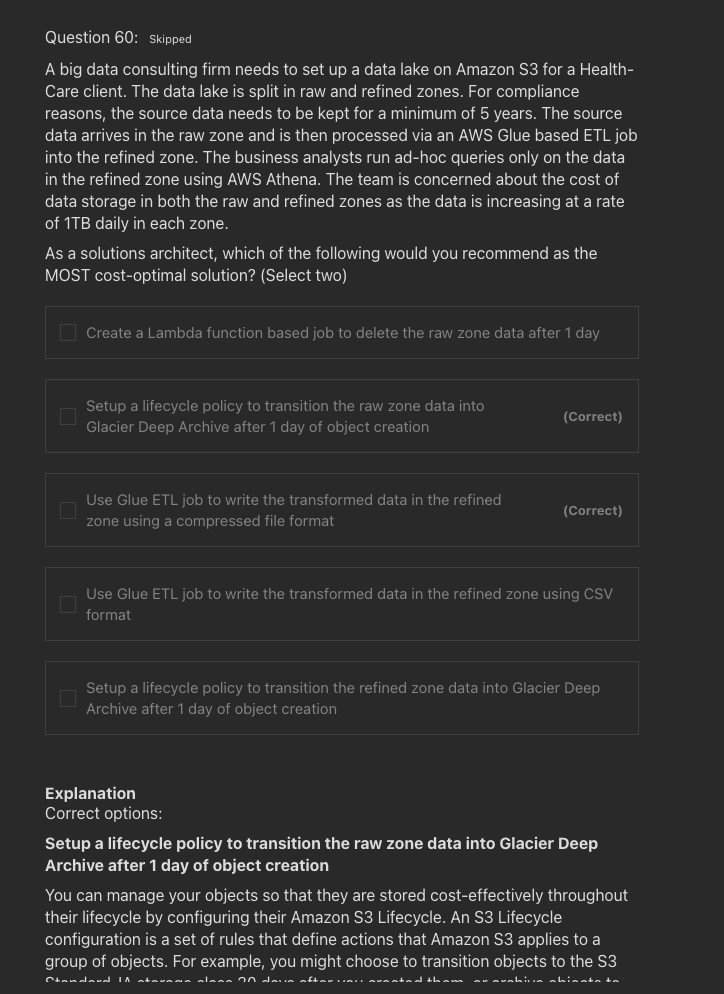 Question 60: Skipped
A big data consulting firm needs to set up a data lake on Amazon S3 for a Health-
Care client. The data lake is split in raw and refined zones. For compliance
reasons, the source data needs to be kept for a minimum of 5 years. The source
data arrives in the raw zone and is then processed via an AWS Glue based ETL job
into the refined zone. The business analysts run ad-hoc queries only on the data
in the refined zone using AWS Athena. The team is concerned about the cost of
data storage in both the raw and refined zones as the data is increasing at a rate
of 1TB daily in each zone.
As a solutions architect, which of the following would you recommend as the
MOST cost-optimal solution? (Select two)
Create a Lambda function based job to delete the raw zone data after 1 day
Setup a lifecycle policy to transition the raw zone data into
Glacier Deep Archive after 1 day of object creation
(Correct)
Use Glue ETL job to write the transformed data in the refined
zone using a compressed file format
(Correct)
Use Glue ETL job to write the transformed data in the refined zone using CSV
format
Setup a lifecycle policy to transition the refined zone data into Glacier Deep
Archive after 1 day of object creation
Explanation
Correct options:
Setup a lifecycle policy to transition the raw zone data into Glacier Deep
Archive after 1 day of object creation
You can manage your objects so that they are stored cost-effectively throughout
their lifecycle by configuring their Amazon S3 Lifecycle. An S3 Lifecycle
configuration is a set of rules that define actions that Amazon S3 applies to a
group of objects. For example, you might choose to transition objects to the S3
Standard-IA storage class 30 days after you created them, or archive objects to